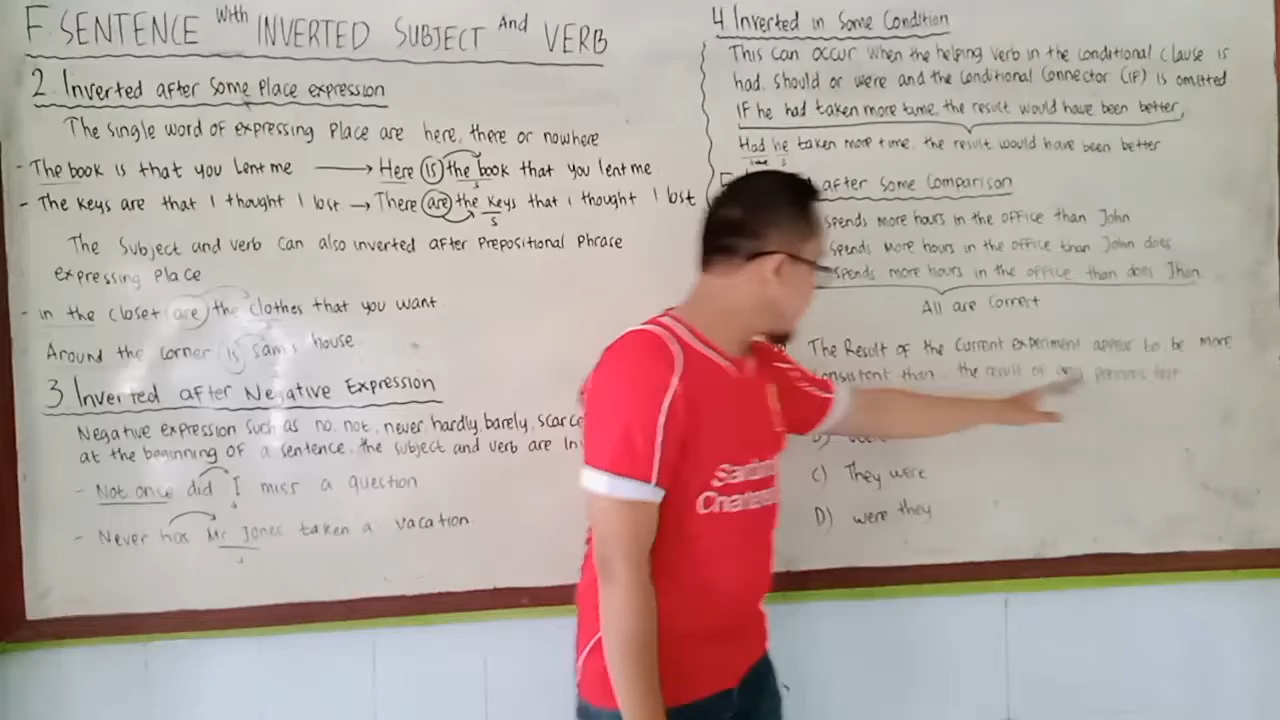 F. SENTENCE With INVERTED SUBJECT And VERB
2 Inverted after Some Place expression
The single word of expressing Place are here, there or nowhere
- The book is that you lent me → Here is the book that you lent me
S
- The keys are that I thought I lost → There are the keys that I thought I lost
S
The Subject and verb can also inverted after Prepositional Phrase
expressing Place
- in the closet are the clothes that you want
Around the corner is Sam's house
3 Inverted after Negative Expression
Negative expression such as no, not, never, hardly, barely, scarce
at the beginning of a sentence, the subject and verb are In
- Not once did I miss a question
- Never has Mr Jones taken a vacation
4 Inverted in Some Condition
This can occur when the helping verb in the conditional clause is
had, should or were and the Conditional Connector (IF) is omitted
IF he had taken more time, the result would have been better,
Had he taken more time, the result would have been better
S
after Some Comparison
spends more hours in the office than John
spends more hours in the office than John does
spends more hours in the office than does Jhon
All are Correct
The Result of the Current experiment appear to be more
consistent than the result of any previous test
were
C) They were
D) were they